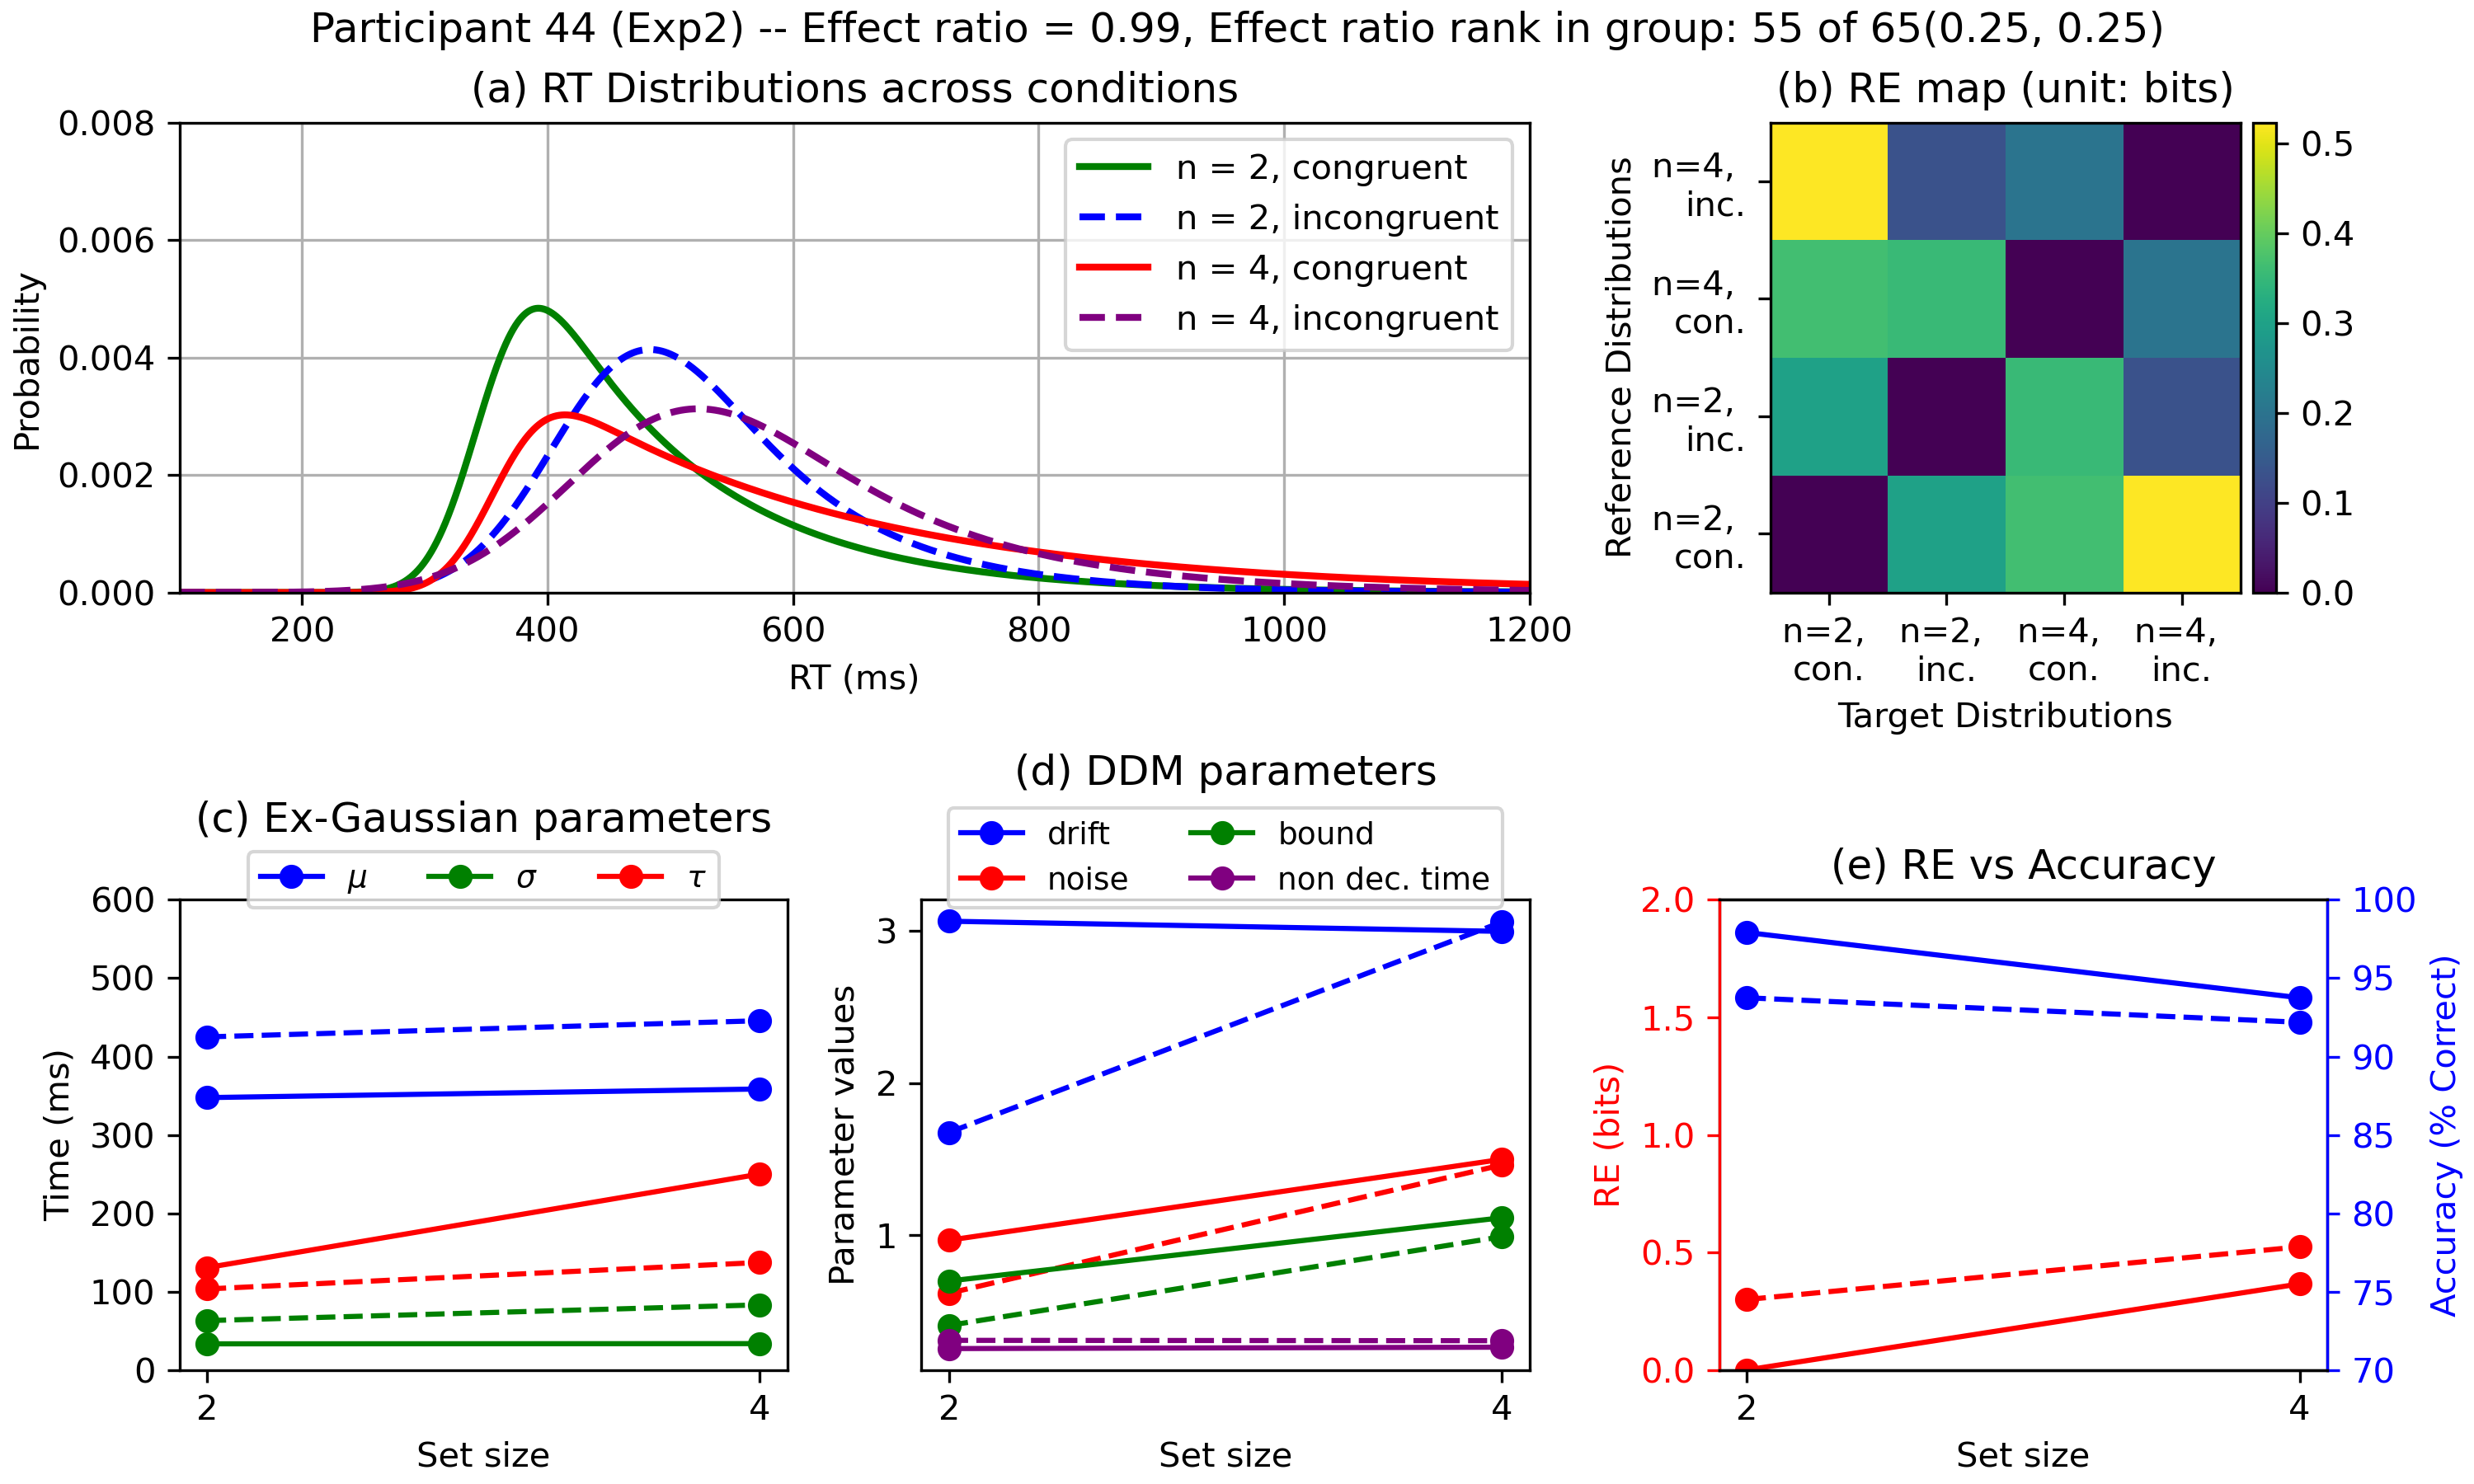 Participant 44 (Exp2) -- Effect ratio = 0.99, Effect ratio rank in group: 55 of 65(0.25, 0.25)
(a) RT Distributions across conditions
0.008
0.006
0.004
0.002
0.000
Probability
200 400 600 800 1000 1200
RT (ms)
n = 2, congruent
n = 2, incongruent
n = 4, congruent
n = 4, incongruent
(b) RE map (unit: bits)
Reference Distributions
n=4,
inc.
n=4,
con.
n=2,
inc.
n=2,
con.
n=2, n=2, n=4, n=4,
con. inc. con. inc.
Target Distributions
0.5
0.4
0.3
0.2
0.1
0.0
(c) Ex-Gaussian parameters
μ σ τ
600
500
400
300
200
100
0
Time (ms)
2 4
Set size
(d) DDM parameters
drift bound
noise non dec. time
3
2
1
Parameter values
2 4
Set size
(e) RE vs Accuracy
2.0
1.5
1.0
0.5
0.0
RE (bits)
100
95
90
85
80
75
70
Accuracy (% Correct)
2 4
Set size